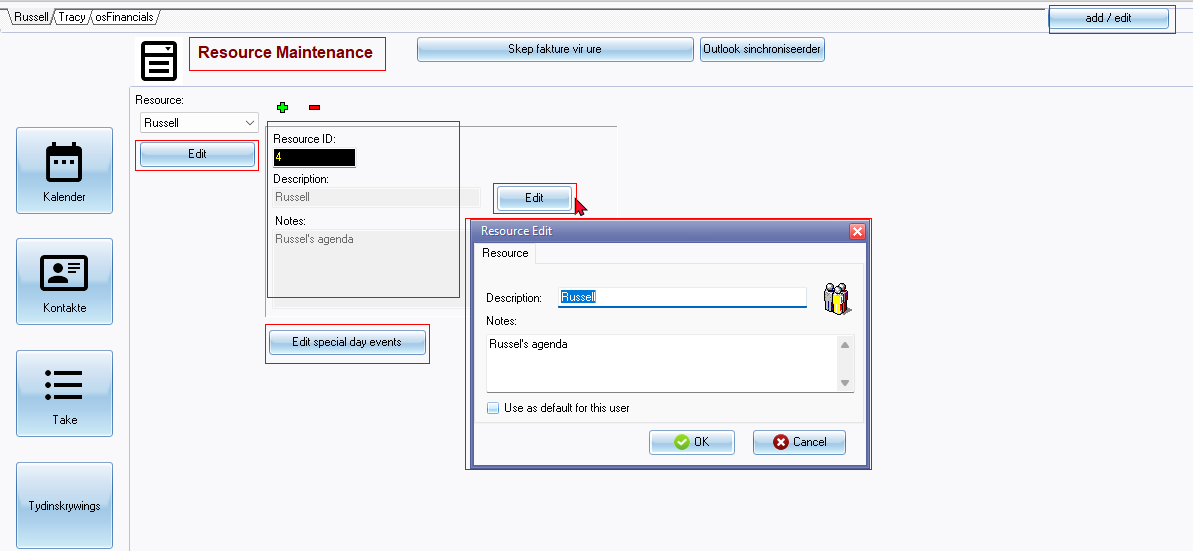 Russell Tracy osFinancials
add / edit
Resource Maintenance
Skep fakture vir ure
Outlook sinchroniseerder
Resource:
Russell
Edit
Resource ID:
4
Description:
Russell
Edit
Notes:
Russel's agenda
Edit special day events
Kalender
Kontakte
Take
Tydinskrywings
Resource Edit
Resource
Description:
Russell
Notes:
Russel's agenda
Use as default for this user
OK
Cancel